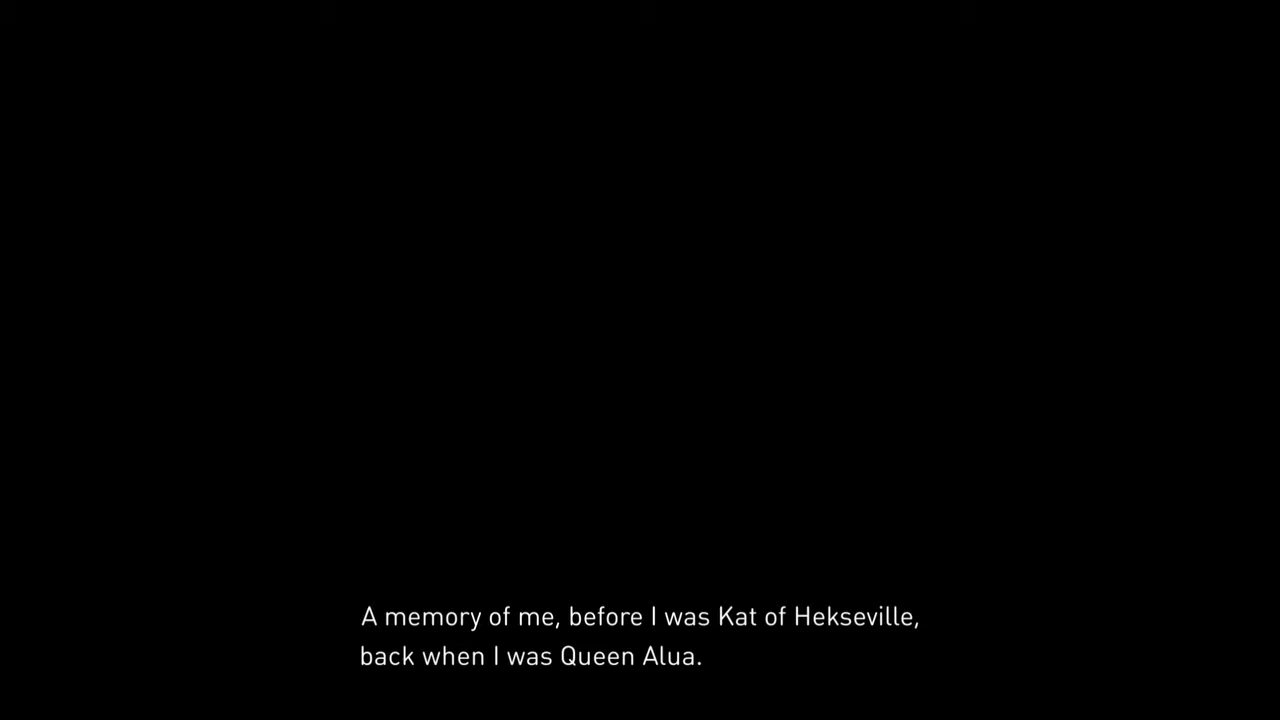 A memory of me, before I was Kat of Hekseville,
back when I was Queen Alua.